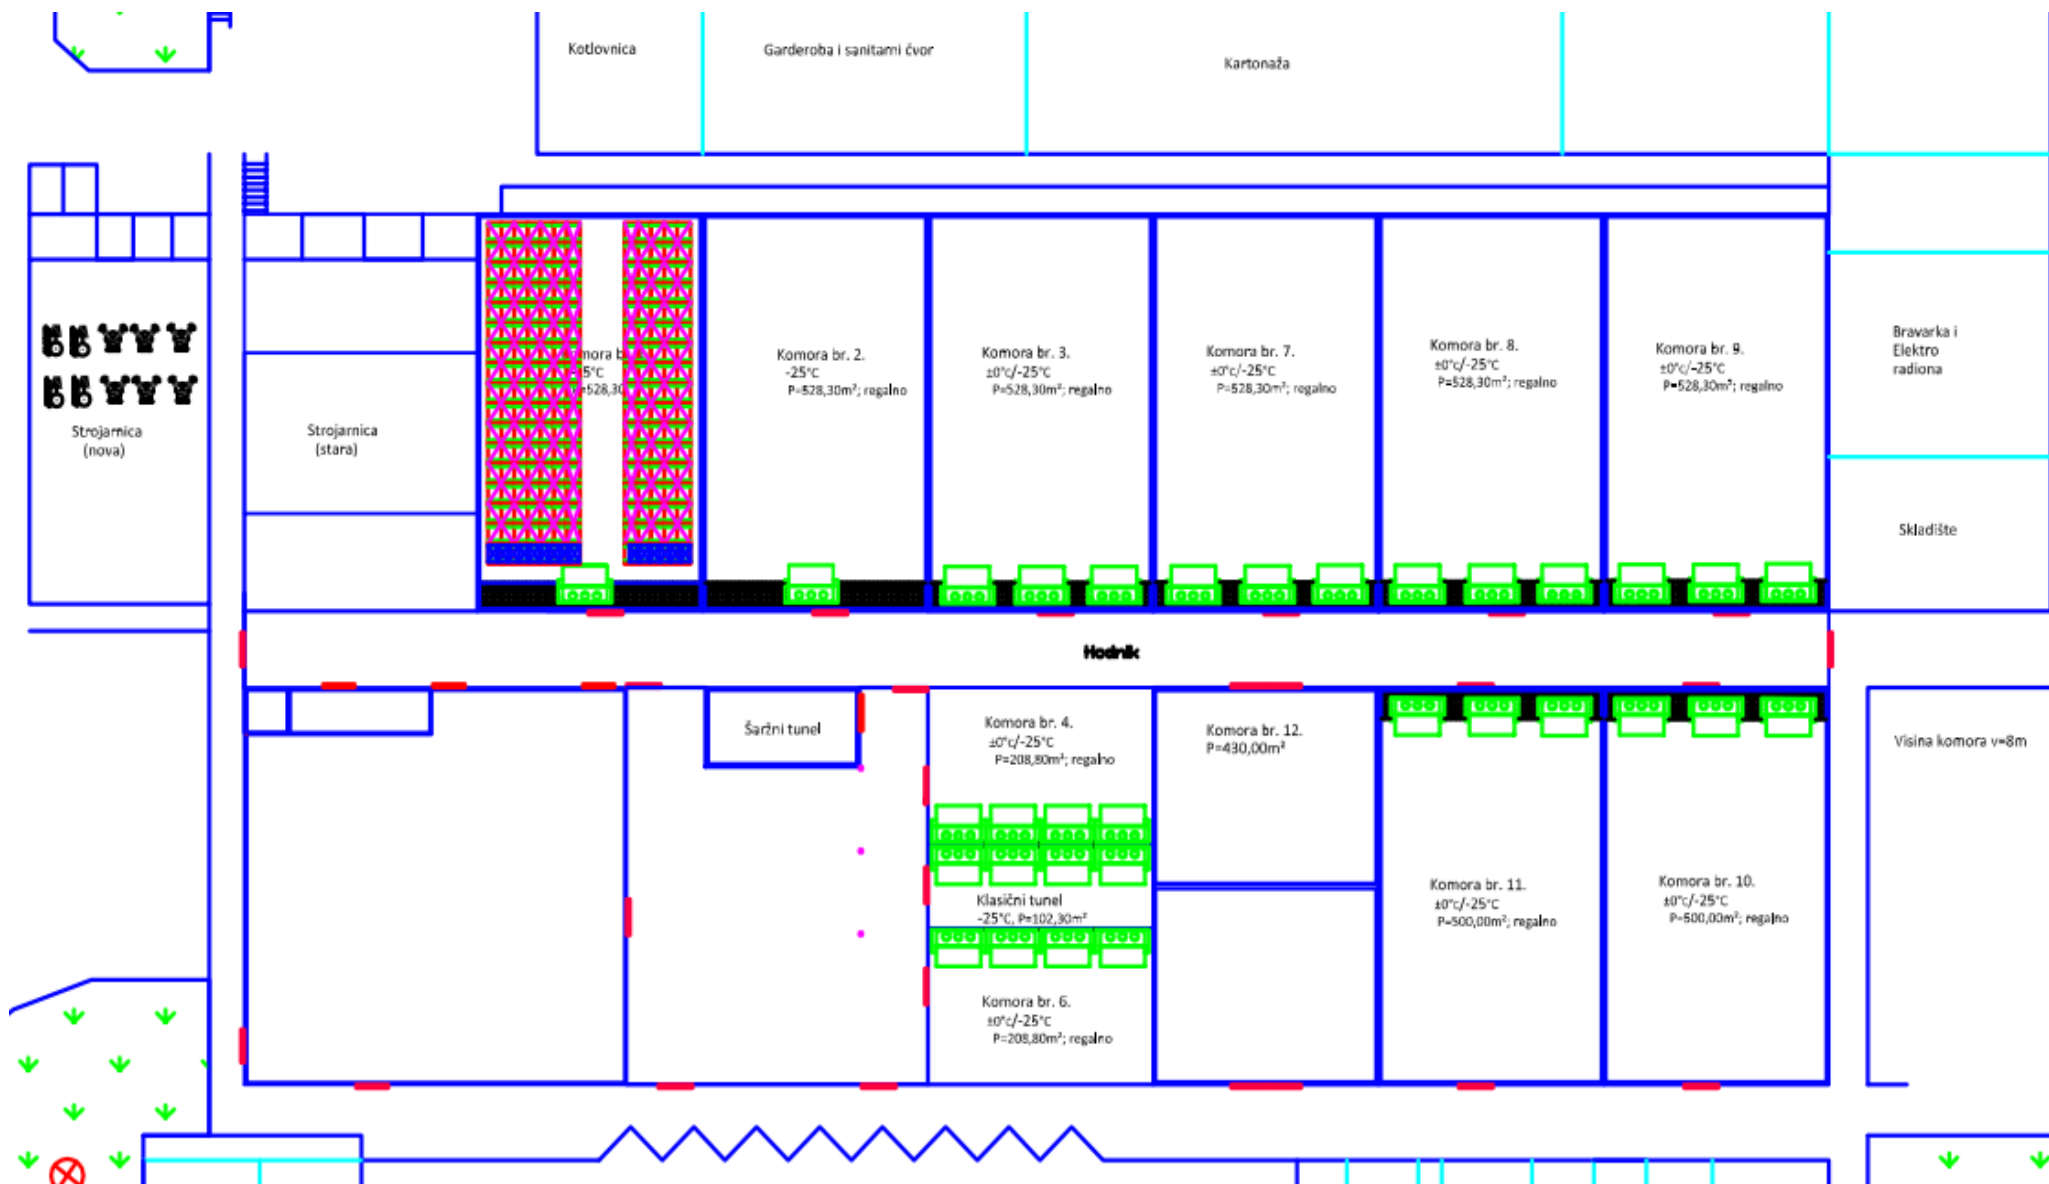 Kotlovnica
Garderoba i sanitarni čvor
Kartonaža
Strojarnica
(nova)
Strojarnica
(stara)
Komora br. 2.
-25°C
P=528,30m²; regalno
Komora br. 3.
±0°c/-25°C
P=528,30m²; regalno
Komora br. 7.
±0°c/-25°C
P=528,30m²; regalno
Komora br. 8.
±0°c/-25°C
P=528,30m²; regalno
Komora br. 9.
±0°c/-25°C
P=528,30m²; regalno
Bravarka i
Elektro
radiona
Skladište
Hodnik
Šaržni tunel
Komora br. 4.
±0°c/-25°C
P=208,80m²; regalno
Klasični tunel
-25°C, P=102,30m²
Komora br. 6.
±0°c/-25°C
P=208,80m²; regalno
Komora br. 12.
P=430,00m²
Komora br. 11.
±0°c/-25°C
P=500,00m²; regalno
Komora br. 10.
±0°c/-25°C
P=500,00m²; regalno
Visina komora v=8m